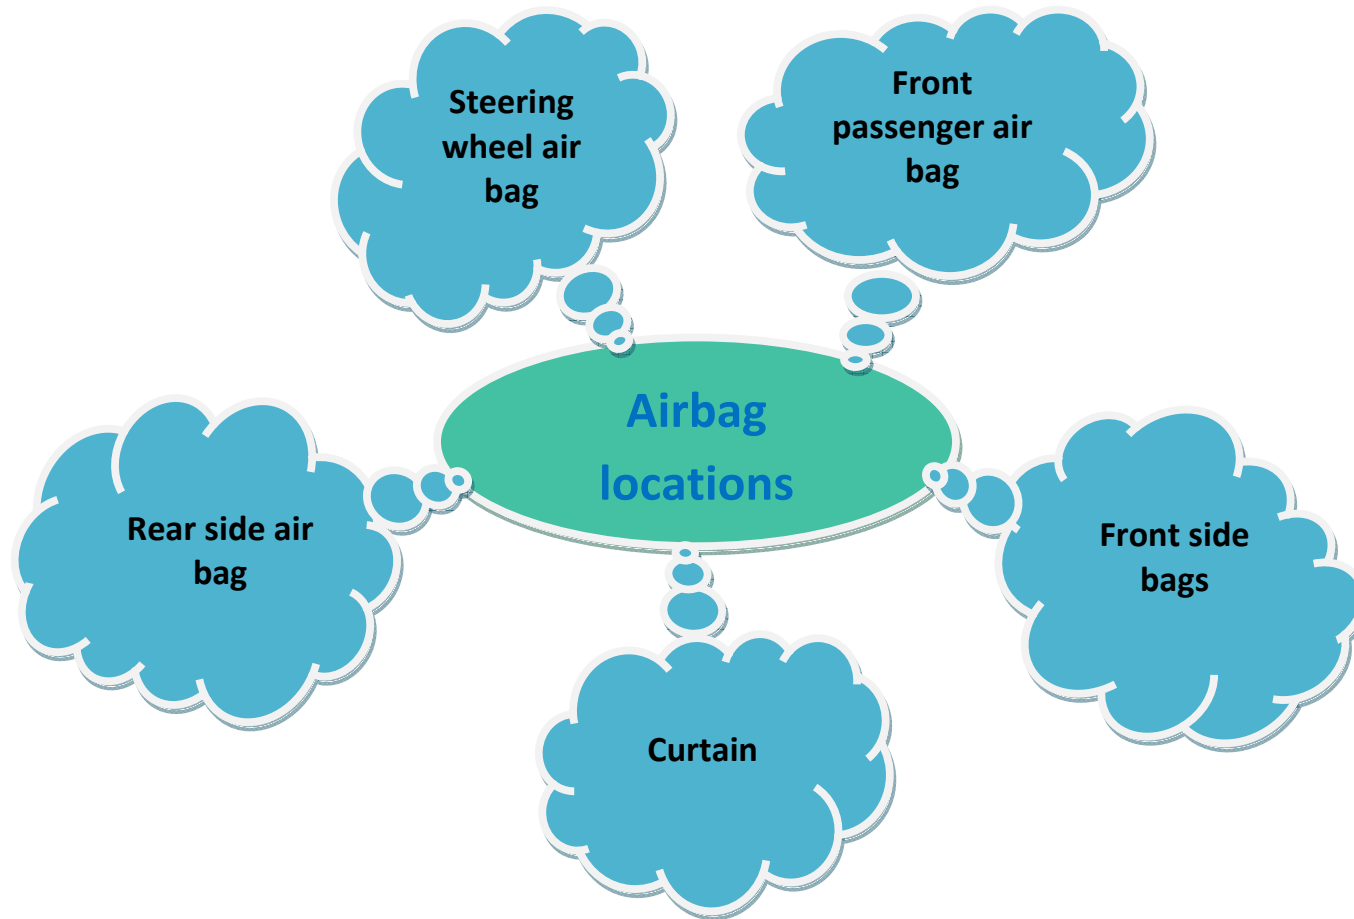 Steering
wheel air
bag
Front
passenger air
bag
Airbag
locations
Rear side air
bag
Front side
bags
Curtain